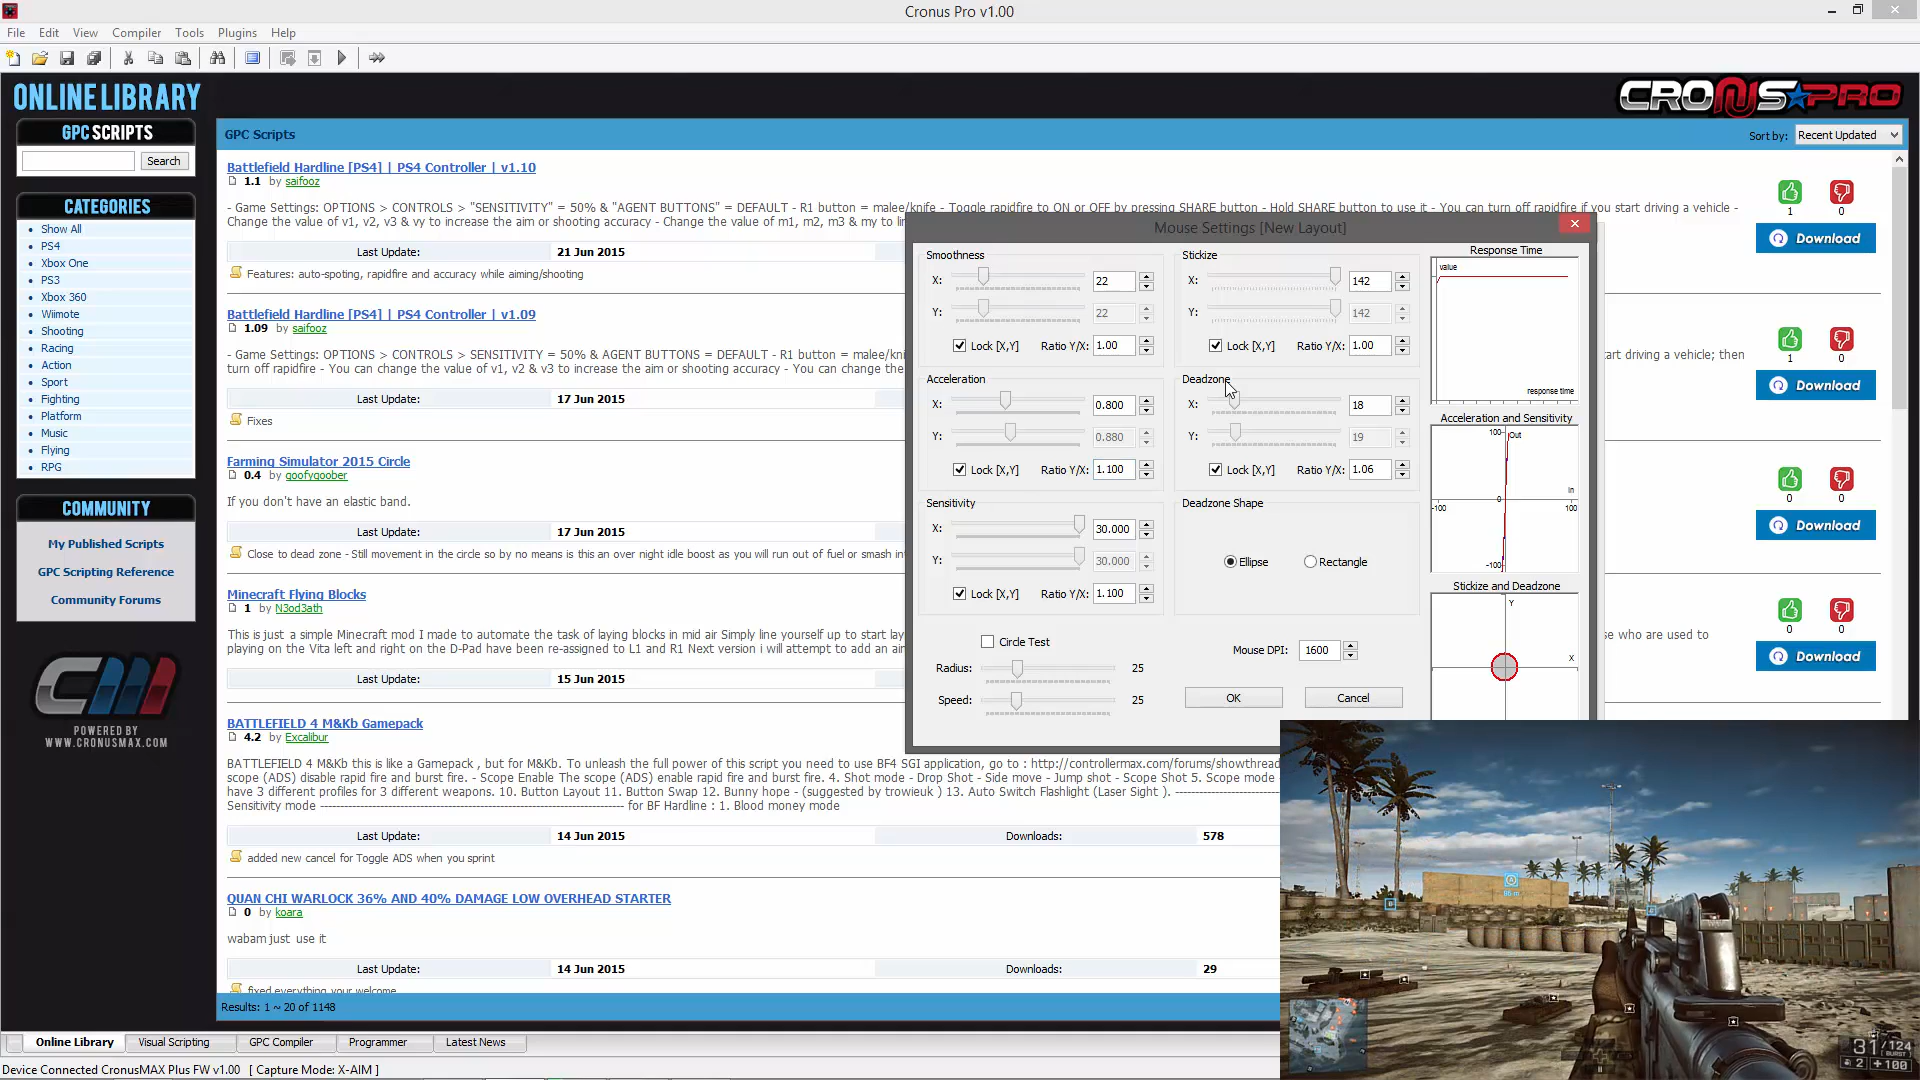 Cronus Pro v1.00
File Edit View Compiler Tools Plugins Help
ONLINE LIBRARY
CRONUS PRO
GPC SCRIPTS
Search
CATEGORIES
Show All
PS4
Xbox One
PS3
Xbox 360
Wiimote
Shooting
Racing
Action
Sport
Fighting
Platform
Music
Flying
RPG
COMMUNITY
My Published Scripts
GPC Scripting Reference
Community Forums
CM
POWERED BY
WWW.CRONUSMAX.COM
GPC Scripts
Sort by: Recent Updated
Battlefield Hardline [PS4] | PS4 Controller | v1.10
1.1 by saifooz
- Game Settings: OPTIONS > CONTROLS > "SENSITIVITY" = 50% & "AGENT BUTTONS" = DEFAULT - R1 button = malee/knife - Toggle rapidfire to ON or OFF by pressing SHARE button - Hold SHARE button to use it - You can turn off rapidfire if you start driving a vehicle -
Change the value of v1, v2, v3 & vy to increase the aim or shooting accuracy - Change the value of m1, m2, m3 & my to
1 0
Download
Last Update: 21 Jun 2015
Features: auto-spoting, rapidfire and accuracy while aiming/shooting
Battlefield Hardline [PS4] | PS4 Controller | v1.09
1.09 by saifooz
- Game Settings: OPTIONS > CONTROLS > SENSITIVITY = 50% & AGENT BUTTONS = DEFAULT - R1 button = malee/kni
art driving a vehicle; then
turn off rapidfire - You can change the value of v1, v2 & v3 to increase the aim or shooting accuracy - You can change the
1 0
Download
Last Update: 17 Jun 2015
Fixes
Farming Simulator 2015 Circle
0.4 by goofygoober
If you don't have an elastic band.
0 0
Download
Last Update: 17 Jun 2015
Close to dead zone - Still movement in the circle so by no means is this an over night idle boost as you will run out of fuel or smash int
Minecraft Flying Blocks
1 by N3od3ath
This is just a simple Minecraft mod I made to automate the task of laying blocks in mid air Simply line yourself up to start lay
se who are used to
playing on the Vita left and right on the D-Pad have been re-assigned to L1 and R1 Next version i will attempt to add an air
0 0
Download
Last Update: 15 Jun 2015
BATTLEFIELD 4 M&Kb Gamepack
4.2 by Excalibur
BATTLEFIELD 4 M&Kb this is like a Gamepack , but for M&Kb. To unleash the full power of this script you need to use BF4 SGI application, go to : http://controllermax.com/forums/showthread
scope (ADS) disable rapid fire and burst fire. - Scope Enable The scope (ADS) enable rapid fire and burst fire. 4. Shot mode - Drop Shot - Side move - Jump shot - Scope Shot 5. Scope mode -
have 3 different profiles for 3 different weapons. 10. Button Layout 11. Button Swap 12. Bunny hope - (suggested by trowieuk ) 13. Auto Switch Flashlight (Laser Sight ).
Sensitivity mode for BF Hardline : 1. Blood money mode
Last Update: 14 Jun 2015 Downloads: 578
added new cancel for Toggle ADS when you sprint
QUAN CHI WARLOCK 36% AND 40% DAMAGE LOW OVERHEAD STARTER
0 by koara
wabam just use it
Last Update: 14 Jun 2015 Downloads: 29
fixed everything your welcome
Results: 1 ~ 20 of 1148
Mouse Settings [New Layout]
Smoothness
X: 22
Y: 22
Lock [X,Y] Ratio Y/X: 1.00
Acceleration
X: 0.800
Y: 0.880
Lock [X,Y] Ratio Y/X: 1.100
Sensitivity
X: 30.000
Y: 30.000
Lock [X,Y] Ratio Y/X: 1.100
Circle Test
Radius: 25
Speed: 25
Stickize
X: 142
Y: 142
Lock [X,Y] Ratio Y/X: 1.00
Deadzone
X: 18
Y: 19
Lock [X,Y] Ratio Y/X: 1.06
Deadzone Shape
Ellipse Rectangle
Mouse DPI: 1600
OK Cancel
Response Time
value
response time
Acceleration and Sensitivity
100 Out
0 In
-100 100
-100
Stickize and Deadzone
Y
X
31/124
[BURST]
2 +100
Online Library Visual Scripting GPC Compiler Programmer Latest News
Device Connected CronusMAX Plus FW v1.00 [ Capture Mode: X-AIM ]